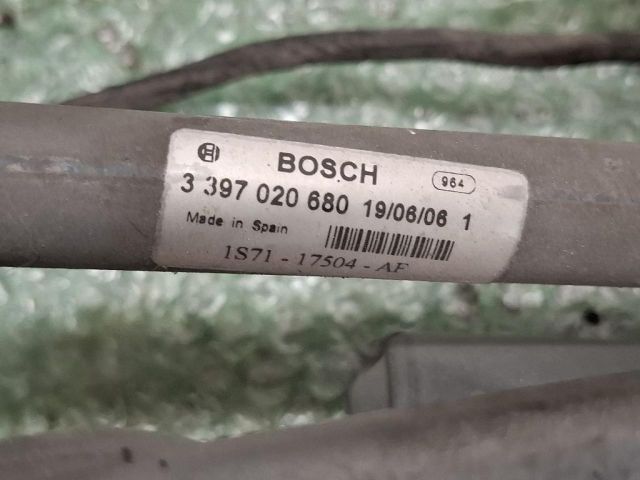 BOSCH
964
3 397 020 680 19/06/06 1
Made in Spain
1S71 - 17504 - AF